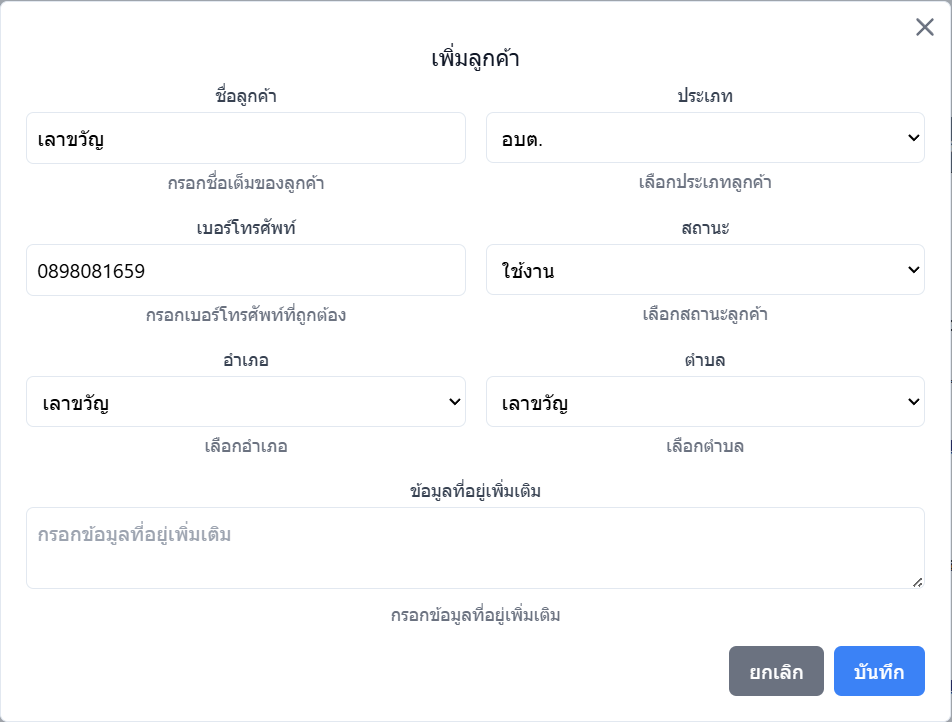 เพิ่มลูกค้า
ชื่อลูกค้า
ประเภท
เลาขวัญ
อบต.
กรอกชื่อเต็มของลูกค้า
เลือกประเภทลูกค้า
เบอร์โทรศัพท์
สถานะ
0898081659
ใช้งาน
กรอกเบอร์โทรศัพท์ที่ถูกต้อง
เลือกสถานะลูกค้า
อำเภอ
ตำบล
เลาขวัญ
เลาขวัญ
เลือกอำเภอ
เลือกตำบล
ข้อมูลที่อยู่เพิ่มเติม
กรอกข้อมูลที่อยู่เพิ่มเติม
กรอกข้อมูลที่อยู่เพิ่มเติม
ยกเลิก
บันทึก